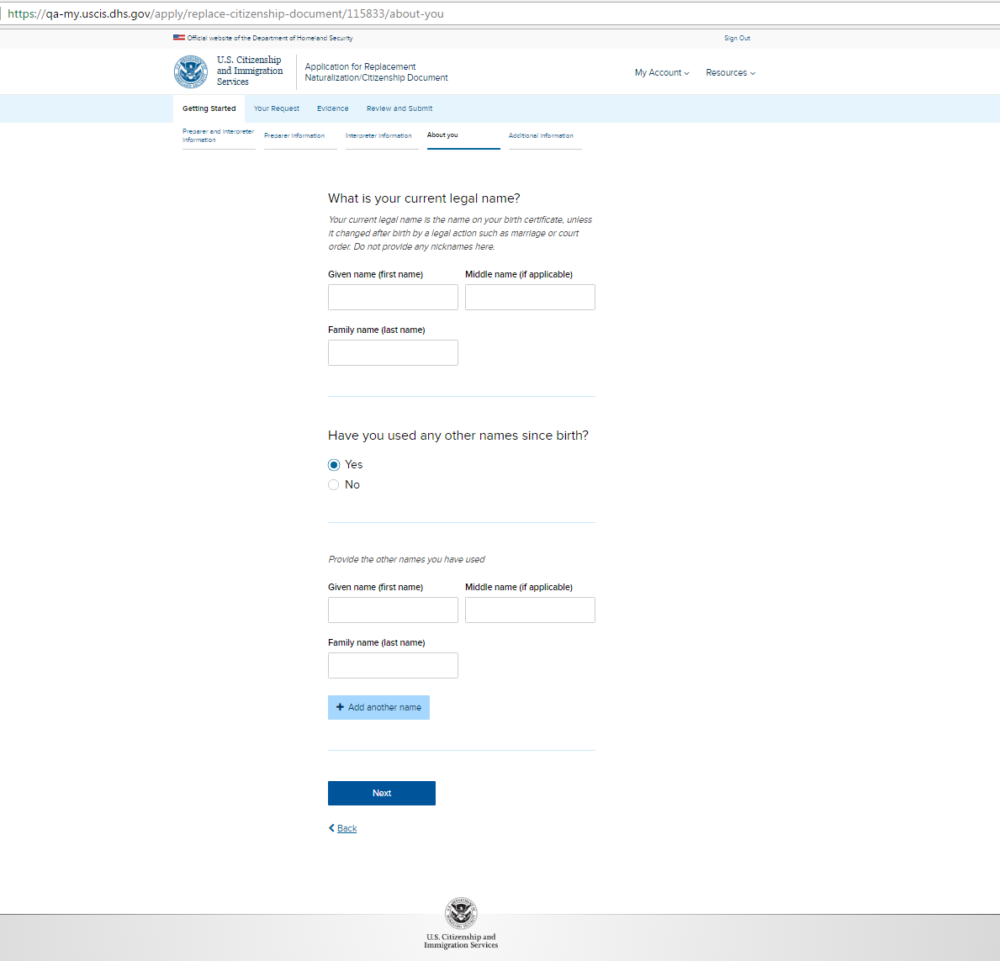 https://qa-my.uscis.dhs.gov/apply/replace-citizenship-document/115833/about-you
Official website of the Department of Homeland Security
Sign Out
U.S. Citizenship
and Immigration
Services
Application for Replacement
Naturalization/Citizenship Document
My Account
Resources
Getting Started
Your Request
Evidence
Review and Submit
Preparer and Interpreter
Information
Preparer Information
Interpreter Information
About you
Additional Information
What is your current legal name?
Your current legal name is the name on your birth certificate, unless
it changed after birth by a legal action such as marriage or court
order. Do not provide any nicknames here.
Given name (first name)
Middle name (if applicable)
Family name (last name)
Have you used any other names since birth?
Yes
No
Provide the other names you have used
Given name (first name)
Middle name (if applicable)
Family name (last name)
+ Add another name
Next
Back
U.S. Citizenship and
Immigration Services